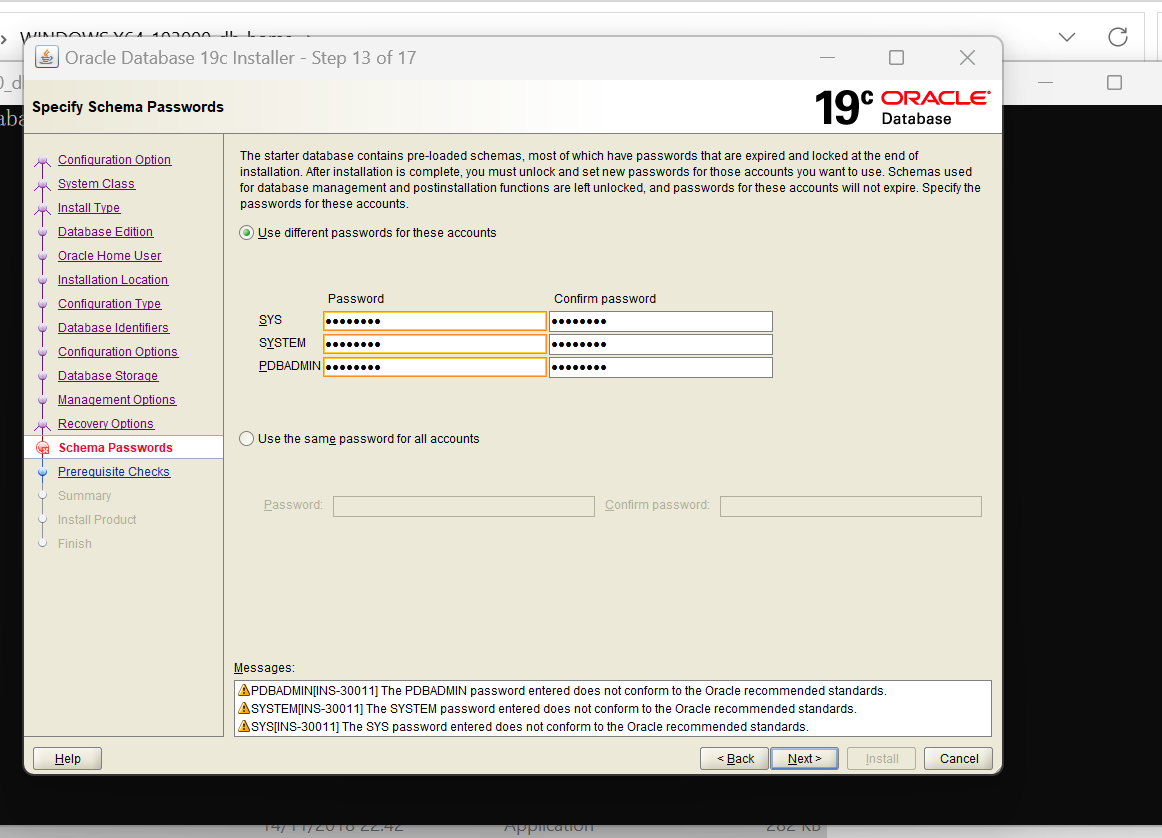 Oracle Database 19c Installer - Step 13 of 17
Specify Schema Passwords
19c ORACLE
Database
Configuration Option
System Class
Install Type
Database Edition
Oracle Home User
Installation Location
Configuration Type
Database Identifiers
Configuration Options
Database Storage
Management Options
Recovery Options
Schema Passwords
Prerequisite Checks
Summary
Install Product
Finish
The starter database contains pre-loaded schemas, most of which have passwords that are expired and locked at the end of
installation. After installation is complete, you must unlock and set new passwords for those accounts you want to use. Schemas used
for database management and postinstallation functions are left unlocked, and passwords for these accounts will not expire. Specify the
passwords for these accounts.
Use different passwords for these accounts
Password Confirm password
SYS •••••••• ••••••••
SYSTEM •••••••• ••••••••
PDBADMIN •••••••• ••••••••
Use the same password for all accounts
Password: Confirm password:
Messages:
PDBADMIN[INS-30011] The PDBADMIN password entered does not conform to the Oracle recommended standards.
SYSTEM[INS-30011] The SYSTEM password entered does not conform to the Oracle recommended standards.
SYS[INS-30011] The SYS password entered does not conform to the Oracle recommended standards.
Help < Back Next > Install Cancel
14/11/2018 22:42 Application 282 KB